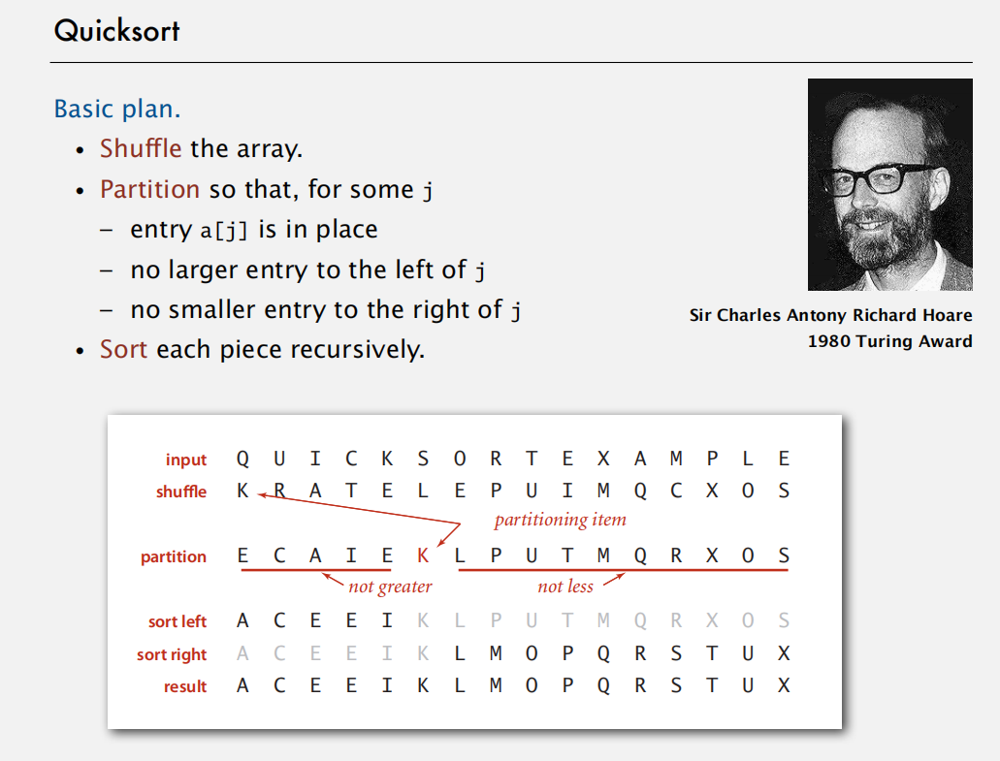 Quicksort
Basic plan.
• Shuffle the array.
• Partition so that, for some j
– entry a[j] is in place
– no larger entry to the left of j
– no smaller entry to the right of j
• Sort each piece recursively.
Sir Charles Antony Richard Hoare
1980 Turing Award
input Q U I C K S O R T E X A M P L E
shuffle K R A T E L E P U I M Q C X O S
partitioning item
partition E C A I E K L P U T M Q R X O S
not greater not less
sort left A C E E I K L P U T M Q R X O S
sort right A C E E I K L M O P Q R S T U X
result A C E E I K L M O P Q R S T U X